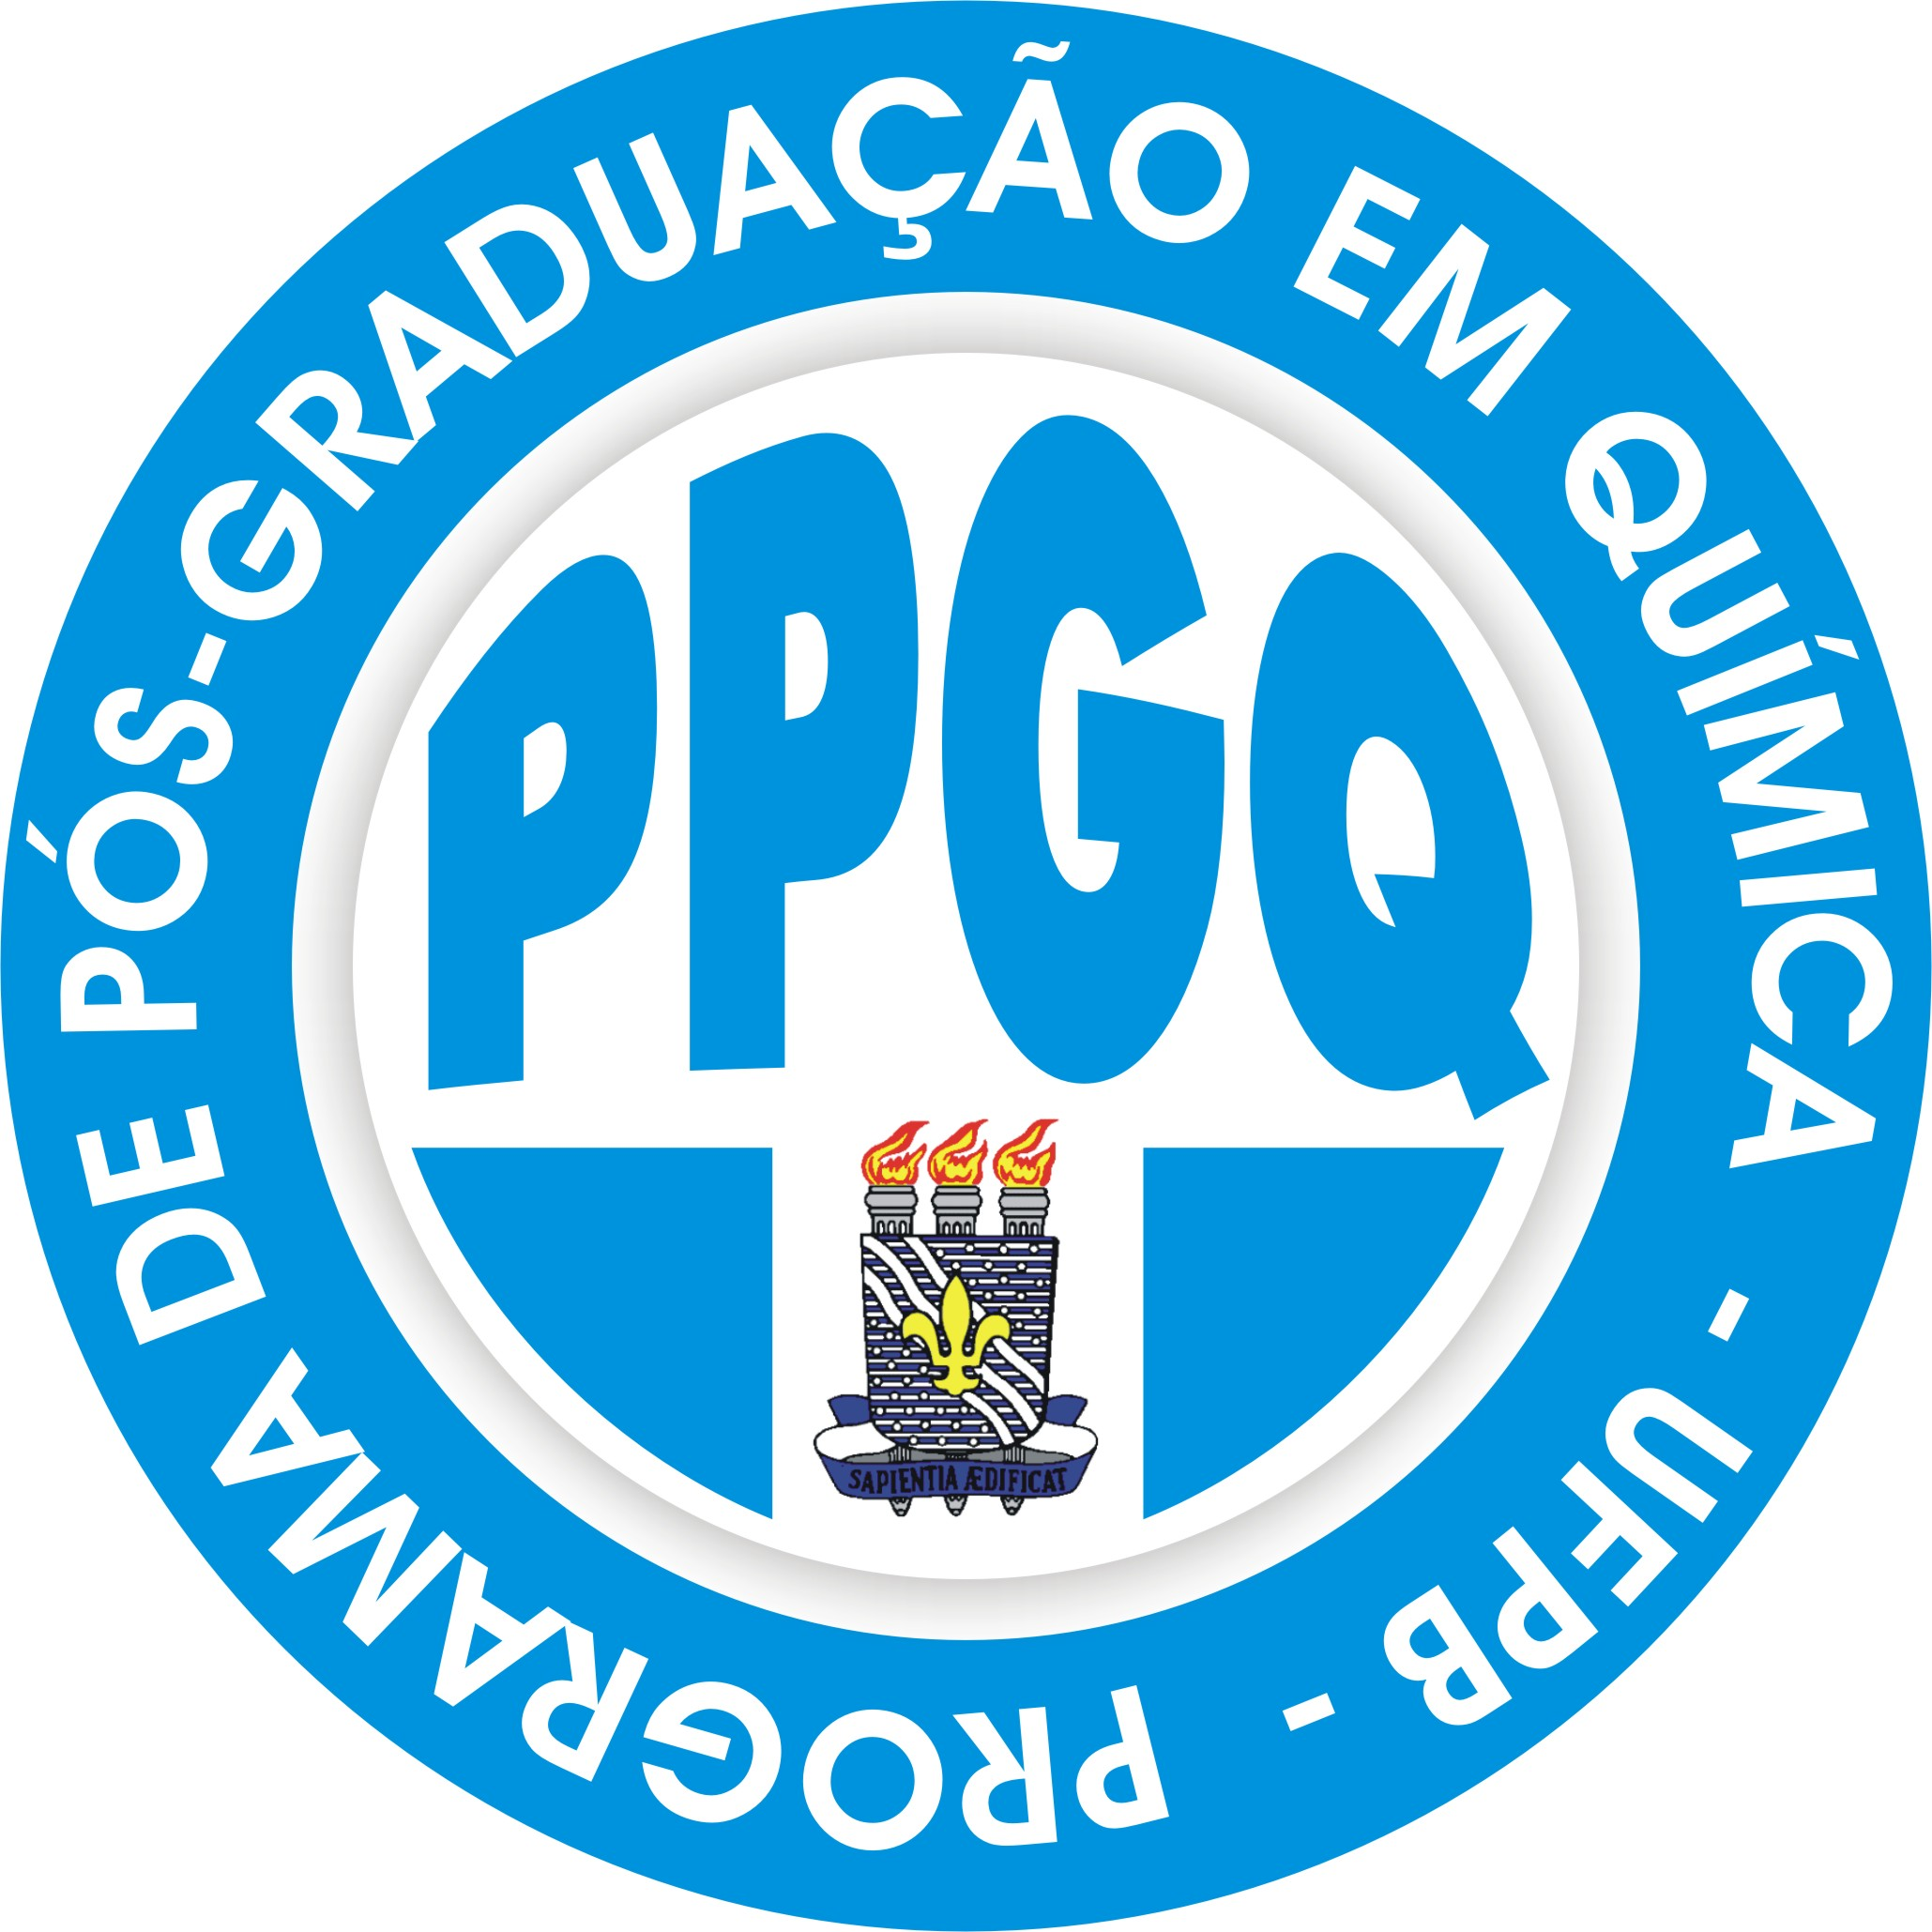 PROGRAMA DE PÓS-GRADUAÇÃO EM QUÍMICA - UFPB -
PPGQ
SAPIENTIA ÆDIFICAT